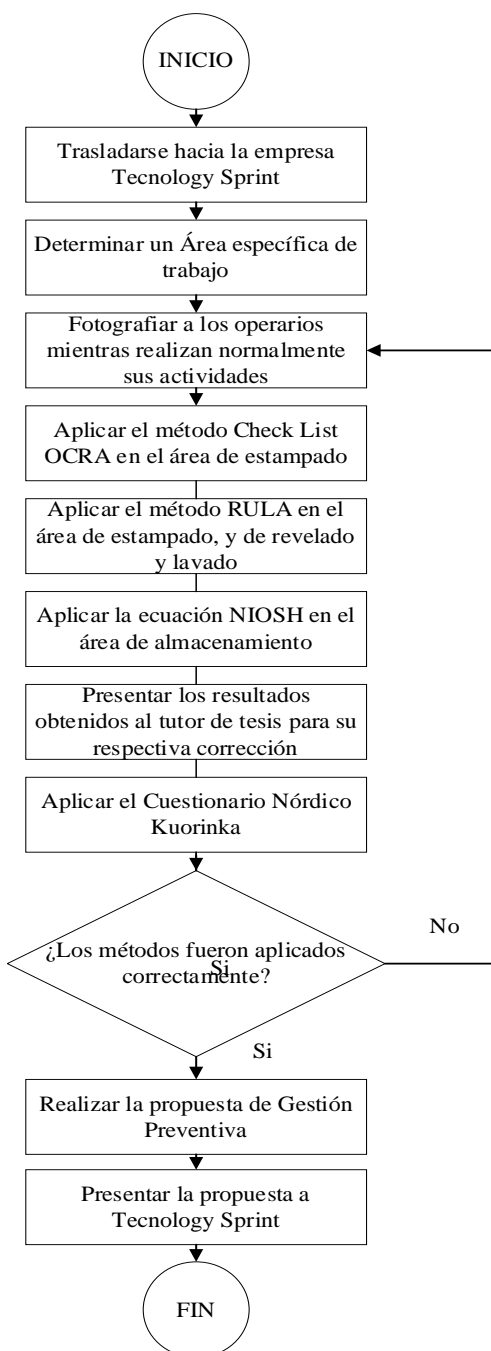 INICIO
Trasladarse hacia la empresa
Tecnology Sprint
Determinar un Área específica de
trabajo
Fotografiar a los operarios
mientras realizan normalmente
sus actividades
Aplicar el método Check List
OCRA en el área de estampado
Aplicar el método RULA en el
área de estampado, y de revelado
y lavado
Aplicar la ecuación NIOSH en el
área de almacenamiento
Presentar los resultados
obtenidos al tutor de tesis para su
respectiva corrección
Aplicar el Cuestionario Nórdico
Kuorinka
No
¿Los métodos fueron aplicados
Si
correctamente?
Si
Realizar la propuesta de Gestión
Preventiva
Presentar la propuesta a
Tecnology Sprint
FIN